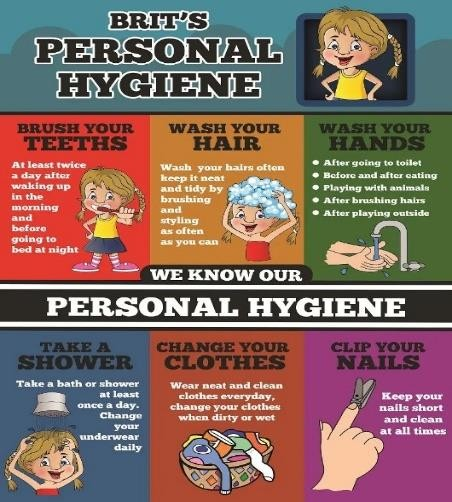 BRIT'S
PERSONAL
HYGIENE
BRUSH YOUR
TEETHS
At least twice
a day after
waking up
in the
morning
and
before
going to
bed at night
WASH YOUR
HAIR
Wash your hairs often
keep it neat
and tidy by
brushing
and
styling
as often
as you can
WASH YOUR
HANDS
After going to toilet
Before and after eating
Playing with animals
After brushing hairs
After playing outside
WE KNOW OUR
PERSONAL HYGIENE
TAKE A
SHOWER
Take a bath or shower
at least
once a day.
Change
your
underwear
daily
CHANGE YOUR
CLOTHES
Wear neat and clean
clothes everyday,
change your clothes
when dirty or wet
CLIP YOUR
NAILS
Keep your
nails short
and clean
at all times